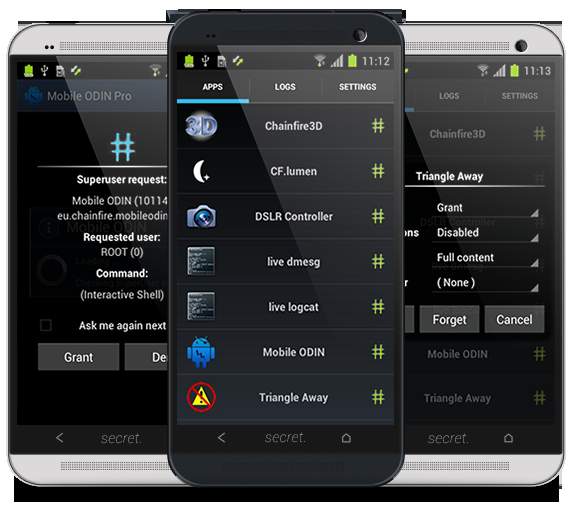 Mobile ODIN Pro
#
Superuser request:
Mobile ODIN (10114
eu.chainfire.mobileodin
Requested user:
ROOT (0)
Command:
(Interactive Shell)
Ask me again next
Grant
De
secret.
11:12
APPS LOGS SETTINGS
3D Chainfire3D #
CF.lumen #
DSLR Controller #
live dmesg #
live logcat #
Mobile ODIN #
Triangle Away #
secret.
11:13
LOGS SETTINGS
Chainfire3D #
Triangle Away
Grant
ons Disabled
Full content
r ( None )
Forget Cancel
Mobile ODIN #
Triangle Away #
secret.